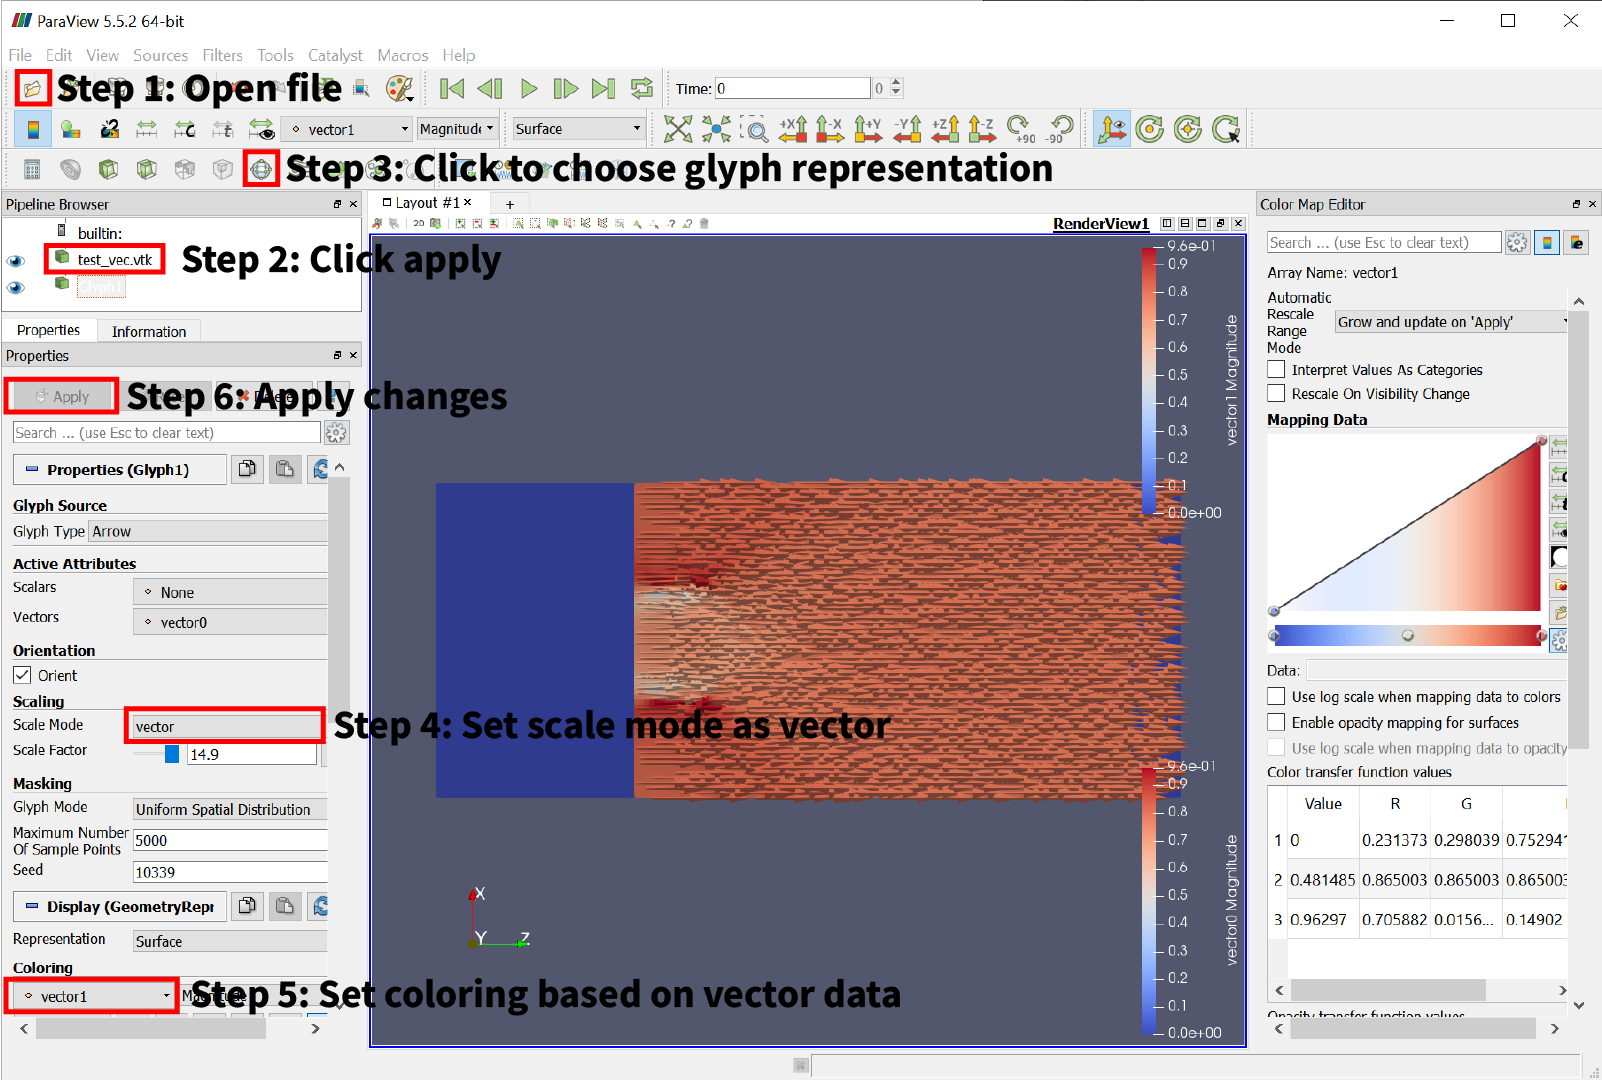 ParaView 5.5.2 64-bit
File Edit View Sources Filters Tools Catalyst Macros Help
Step 1: Open file
Time: 0 0
vector1 Magnitude Surface
+X -X +Y -Y +Z -Z +90 -90
Step 3: Click to choose glyph representation
Pipeline Browser
builtin:
test_vec.vtk
Step 2: Click apply
Glyph1
Properties Information
Properties
Apply
Step 6: Apply changes
Search ... (use Esc to clear text)
Properties (Glyph1)
Glyph Source
Glyph Type Arrow
Active Attributes
Scalars None
Vectors vector0
Orientation
Orient
Scaling
Scale Mode vector
Step 4: Set scale mode as vector
Scale Factor 14.9
Masking
Glyph Mode Uniform Spatial Distribution
Maximum Number
Of Sample Points 5000
Seed 10339
Display (GeometryRepr
Representation Surface
Coloring
vector1
Step 5: Set coloring based on vector data
Layout #1
+
2D
RenderView1
9.6e-01
0.9
0.8
0.7
0.6
0.5
0.4
0.3
0.2
0.1
0.0e+00
vector1 Magnitude
9.6e-01
0.9
0.8
0.7
0.6
0.5
0.4
0.3
0.2
0.1
0.0e+00
vector0 Magnitude
X
Y Z
Color Map Editor
Search ... (use Esc to clear text)
Array Name: vector1
Automatic
Rescale
Range
Mode
Grow and update on 'Apply'
Interpret Values As Categories
Rescale On Visibility Change
Mapping Data
Data:
Use log scale when mapping data to colors
Enable opacity mapping for surfaces
Use log scale when mapping data to opacity
Color transfer function values
Value R G
1 0 0.231373 0.298039 0.752941
2 0.481485 0.865003 0.865003 0.865003
3 0.96297 0.705882 0.0156... 0.14902
Opacity transfer function values